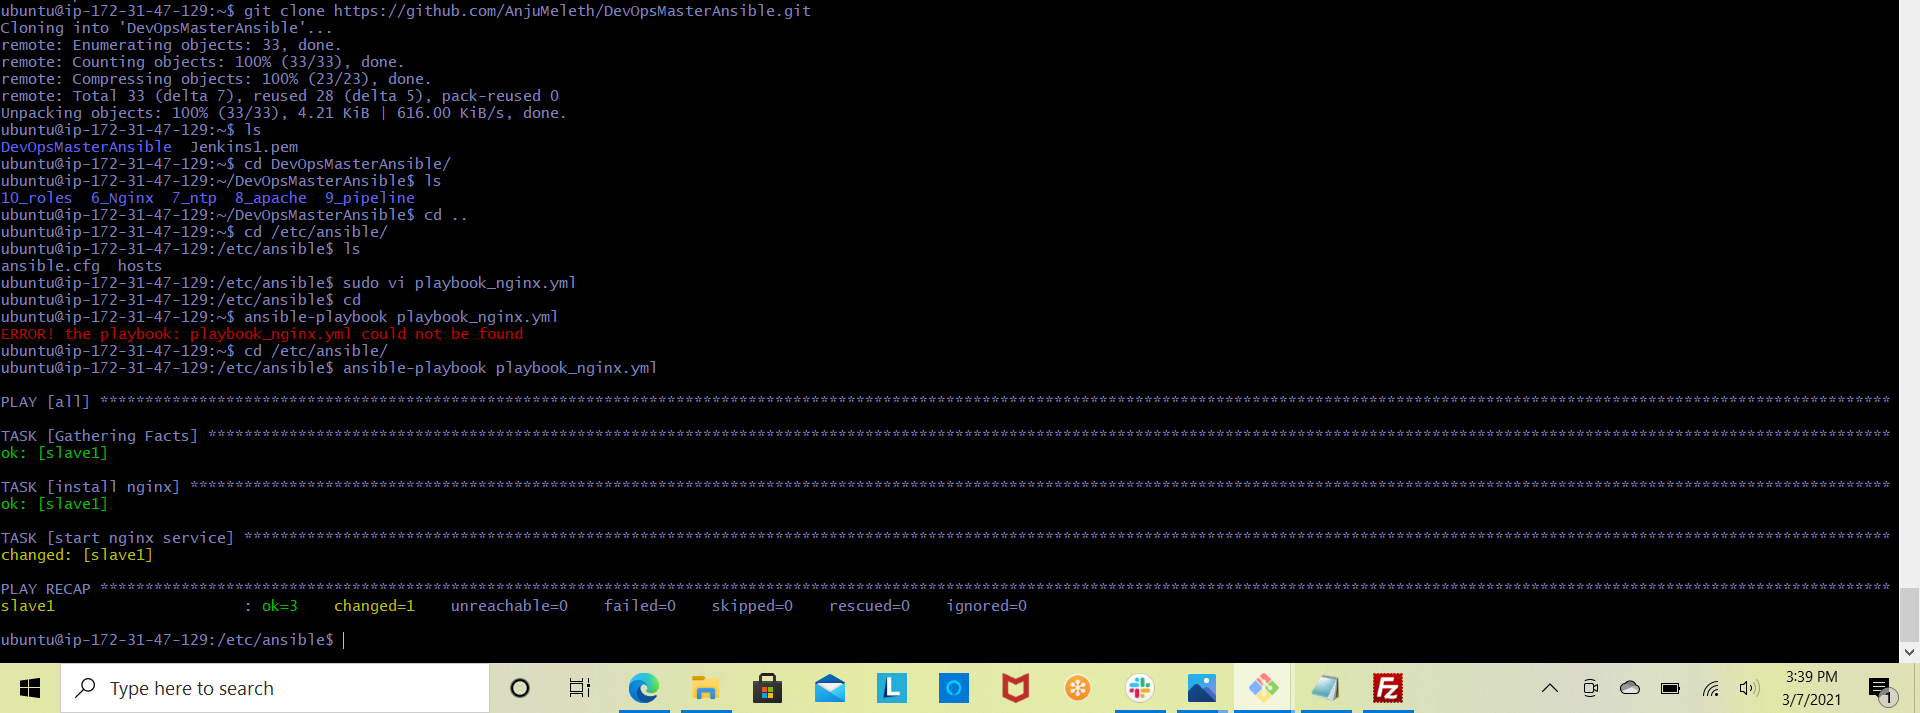 ubuntu@ip-172-31-47-129:~$ git clone https://github.com/AnjuMeleth/DevOpsMasterAnsible.git
Cloning into 'DevOpsMasterAnsible'...
remote: Enumerating objects: 33, done.
remote: Counting objects: 100% (33/33), done.
remote: Compressing objects: 100% (23/23), done.
remote: Total 33 (delta 7), reused 28 (delta 5), pack-reused 0
Unpacking objects: 100% (33/33), 4.21 KiB | 616.00 KiB/s, done.
ubuntu@ip-172-31-47-129:~$ ls
DevOpsMasterAnsible  Jenkins1.pem
ubuntu@ip-172-31-47-129:~$ cd DevOpsMasterAnsible/
ubuntu@ip-172-31-47-129:~/DevOpsMasterAnsible$ ls
10_roles  6_Nginx  7_ntp  8_apache  9_pipeline
ubuntu@ip-172-31-47-129:~/DevOpsMasterAnsible$ cd ..
ubuntu@ip-172-31-47-129:~$ cd /etc/ansible/
ubuntu@ip-172-31-47-129:/etc/ansible$ ls
ansible.cfg  hosts
ubuntu@ip-172-31-47-129:/etc/ansible$ sudo vi playbook_nginx.yml
ubuntu@ip-172-31-47-129:/etc/ansible$ cd
ubuntu@ip-172-31-47-129:~$ ansible-playbook playbook_nginx.yml
ERROR! the playbook: playbook_nginx.yml could not be found
ubuntu@ip-172-31-47-129:~$ cd /etc/ansible/
ubuntu@ip-172-31-47-129:/etc/ansible$ ansible-playbook playbook_nginx.yml
PLAY [all] ***
TASK [Gathering Facts] ***
ok: [slave1]
TASK [install nginx] ***
ok: [slave1]
TASK [start nginx service] ***
changed: [slave1]
PLAY RECAP ***
slave1                     : ok=3    changed=1    unreachable=0    failed=0    skipped=0    rescued=0    ignored=0
ubuntu@ip-172-31-47-129:/etc/ansible$
Type here to search
L
O
Fz
3:39 PM
3/7/2021
1